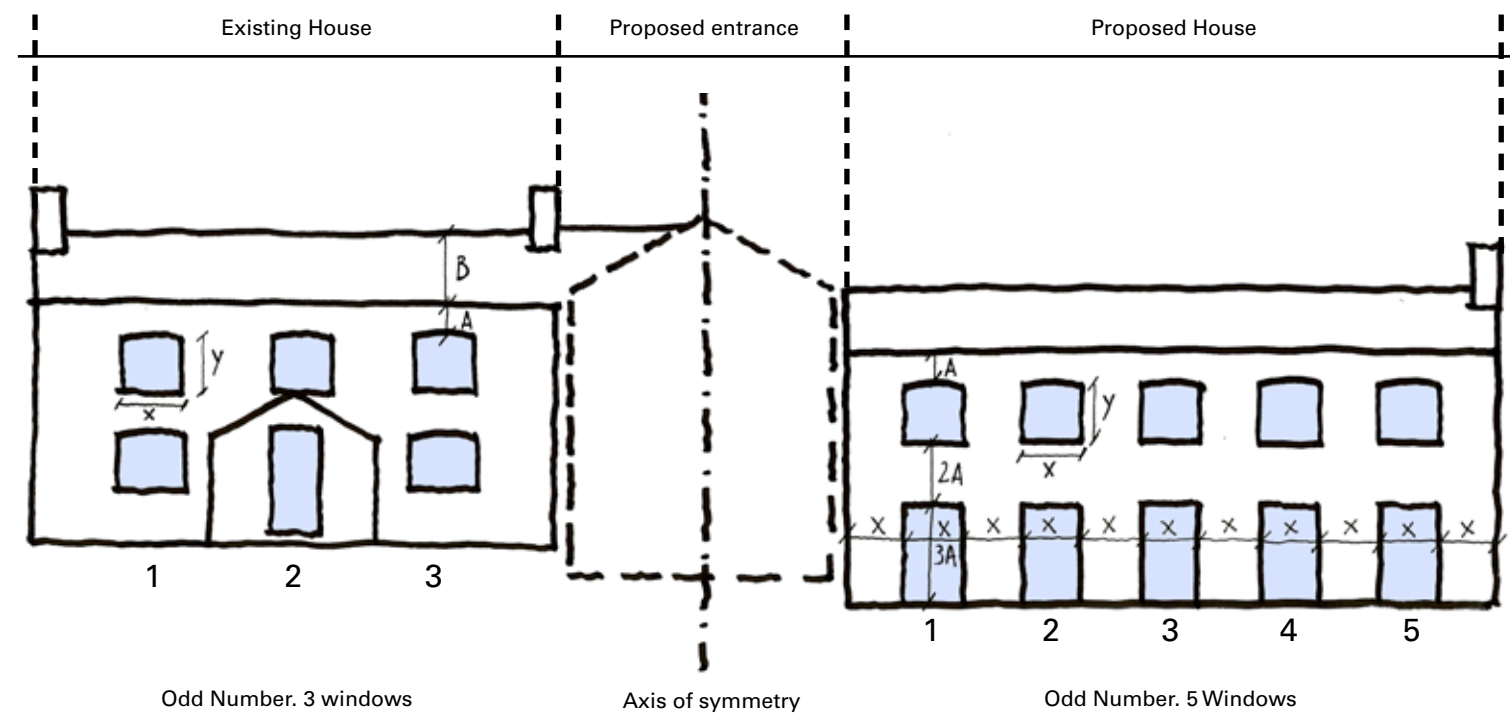 Existing House
Proposed entrance
Proposed House
B
A
y
x
A
y
x
2A
x x x x x x x x x x x
3A
1 2 3
1 2 3 4 5
Odd Number. 3 windows
Axis of symmetry
Odd Number. 5 Windows